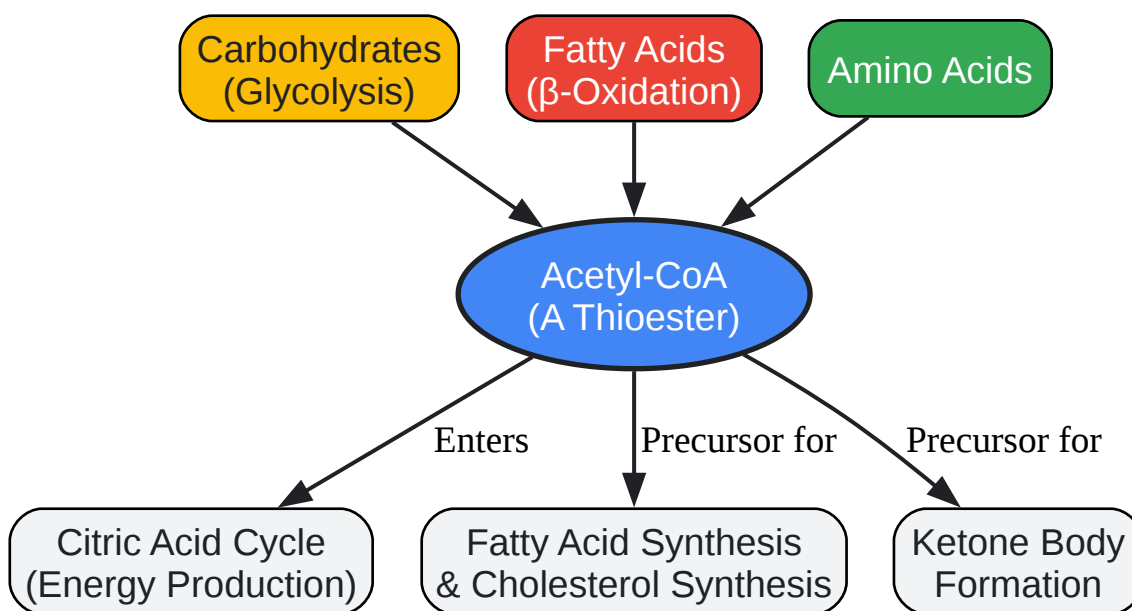 Carbohydrates
(Glycolysis)
Fatty Acids
(β-Oxidation)
Amino Acids
Acetyl-CoA
(A Thioester)
Enters
Precursor for
Precursor for
Citric Acid Cycle
(Energy Production)
Fatty Acid Synthesis
& Cholesterol Synthesis
Ketone Body
Formation